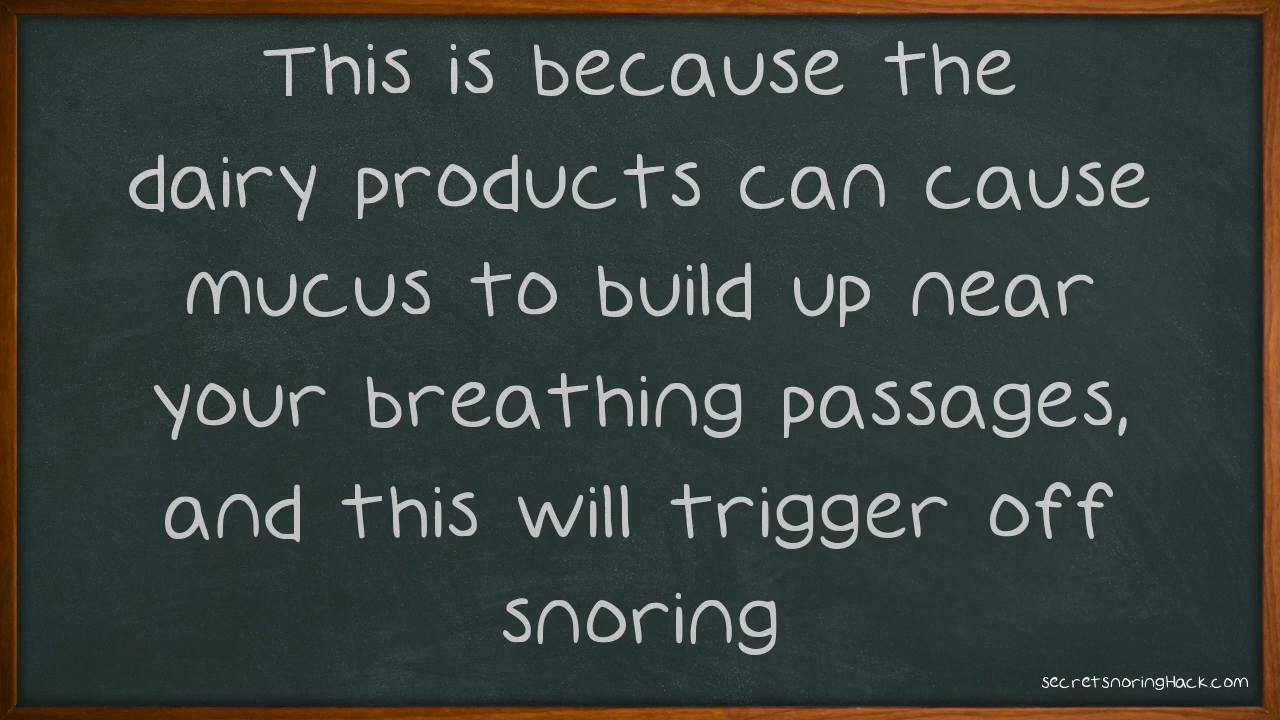 This is because the
dairy products can cause
mucus to build up near
your breathing passages,
and this will trigger off
snoring
secretsnoringHack.com